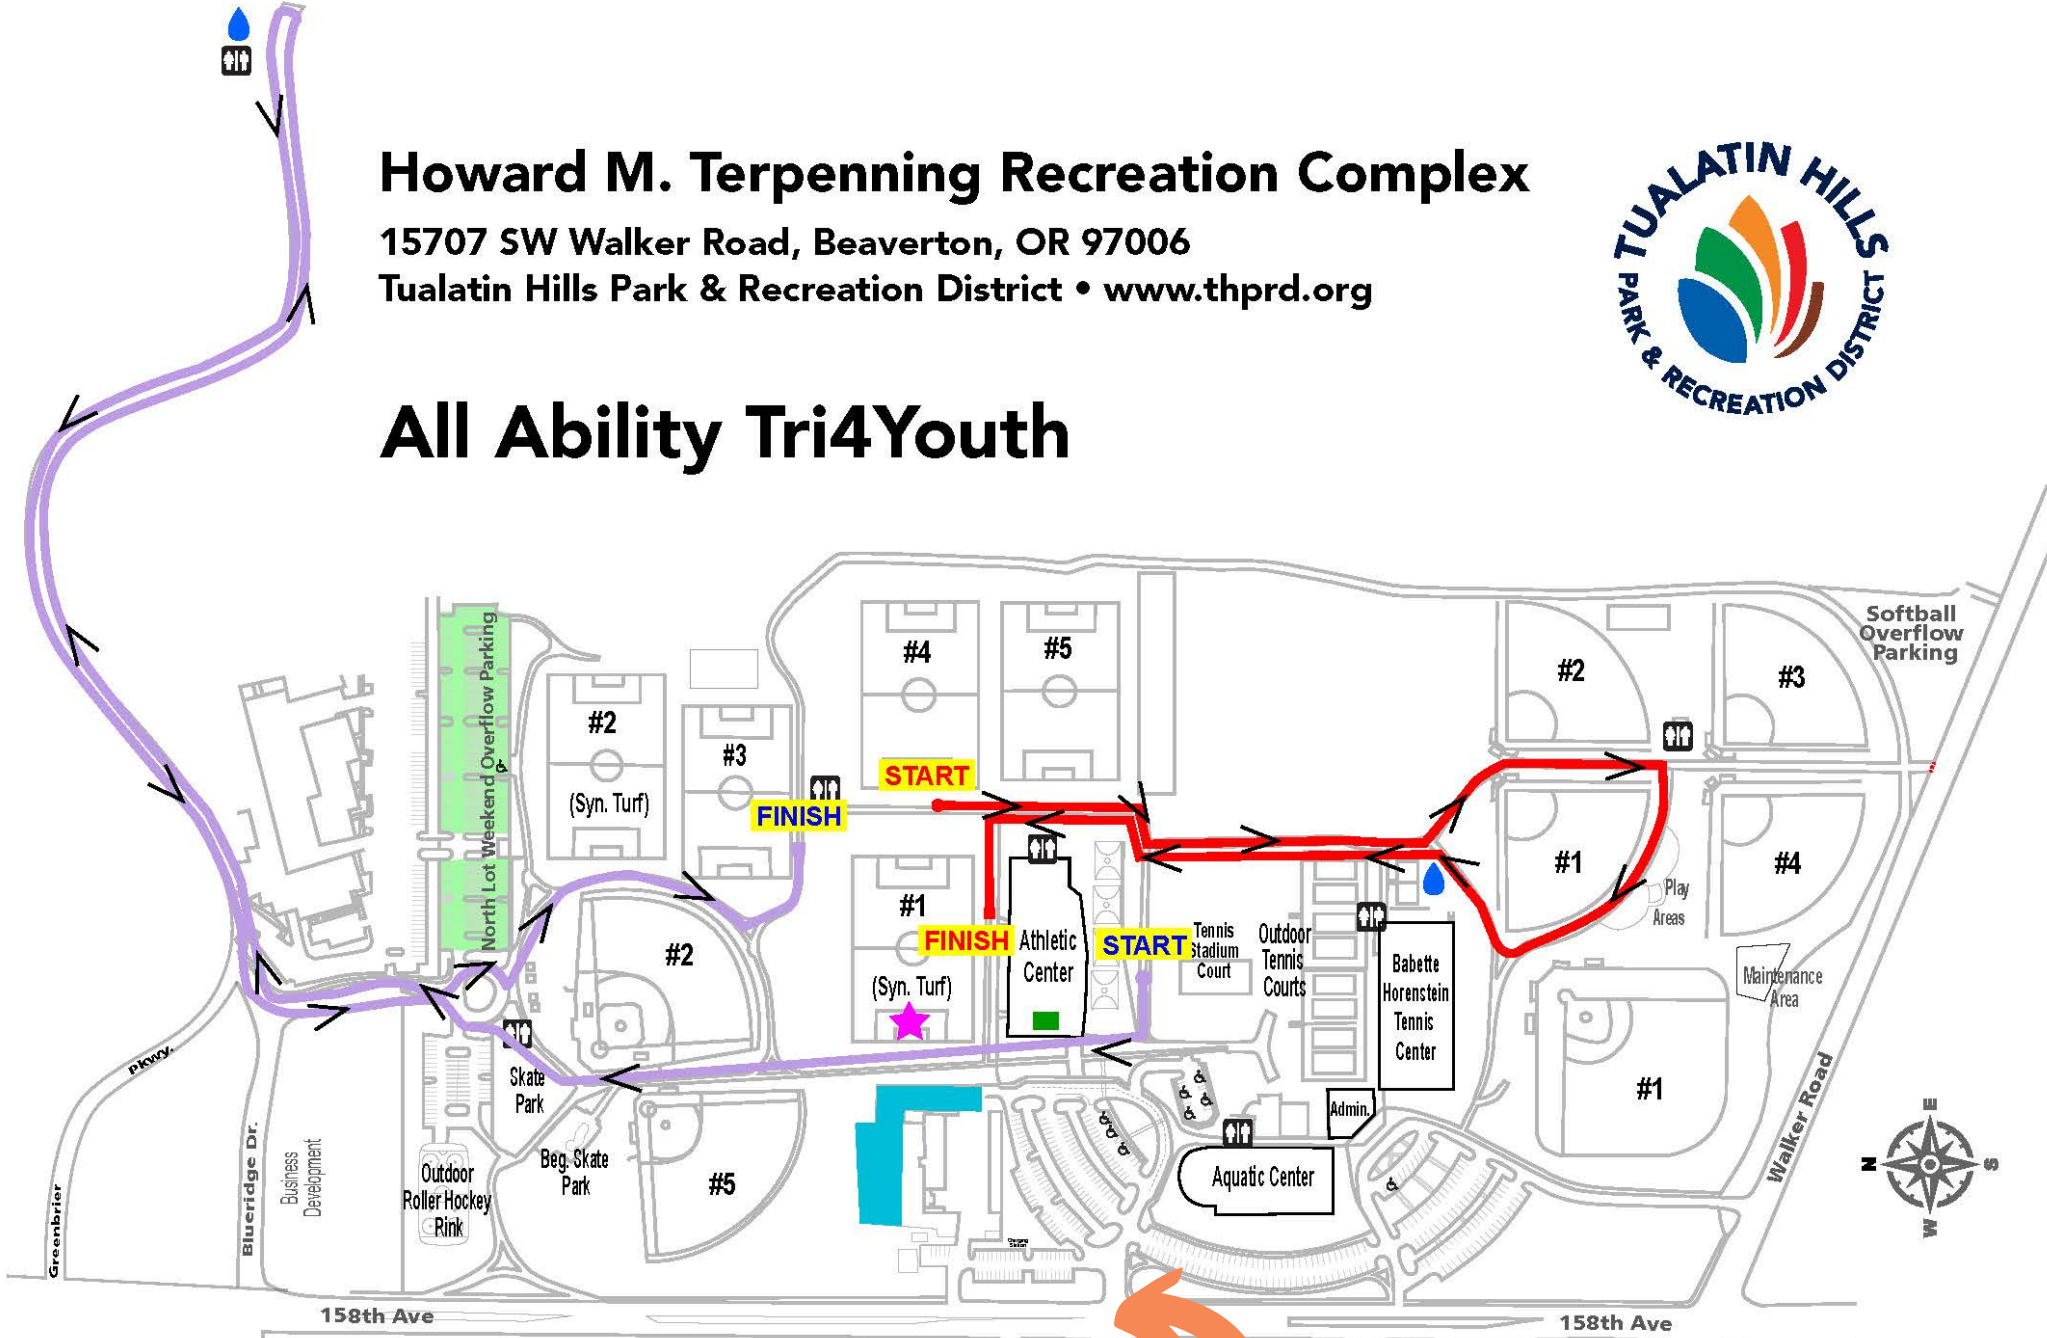 Howard M. Terpenning Recreation Complex
15707 SW Walker Road, Beaverton, OR 97006
Tualatin Hills Park & Recreation District • www.thprd.org
TUALATIN HILLS
PARK & RECREATION DISTRICT
All Ability Tri4Youth
Softball
Overflow
Parking
North Lot Weekend Overflow Parking
#2
(Syn. Turf)
#3
#4
#5
#2
#3
START
FINISH
#1
(Syn. Turf)
FINISH
Athletic
Center
START
Tennis
Stadium
Court
Outdoor
Tennis
Courts
Babette
Horenstein
Tennis
Center
#1
Play
Areas
#4
Maintenance
Area
#2
#1
Skate
Park
Beg. Skate
Park
Outdoor
Roller Hockey
Rink
#5
Admin.
Aquatic Center
Charging
Station
Pkwy.
Greenbrier
Blueridge Dr.
Business
Development
Walker Road
E
N
S
W
158th Ave
158th Ave